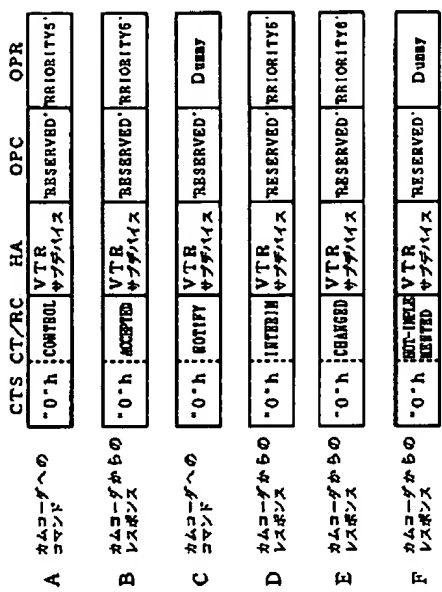 CTS CT/RC HA OPC OPR
A カムコーダへの
コマンド
"0"h CONTROL VTR
サブデバイス 'RESERVED' 'RRIORITY5'
B カムコーダからの
レスポンス
"0"h ACCEPTED VTR
サブデバイス 'RESERVED' 'RRIORITY6'
C カムコーダへの
コマンド
"0"h NOTIFY VTR
サブデバイス 'RESERVED' Dummy
D カムコーダからの
レスポンス
"0"h INTERIM VTR
サブデバイス 'RESERVED' 'RRIORITY5'
E カムコーダからの
レスポンス
"0"h CHANGED VTR
サブデバイス 'RESERVED' 'RRIORITY6'
F カムコーダからの
レスポンス
"0"h NOT-IMPLE
MENTED VTR
サブデバイス 'RESERVED' Dummy